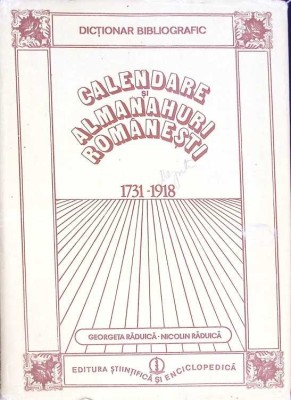 DICȚIONAR BIBLIOGRAFIC
CALENDARE
ȘI
ALMANAHURI
ROMÂNEȘTI
1731-1918
GEORGETA RĂDUICĂ · NICOLIN RĂDUICĂ
EDITURA ȘTIINȚIFICĂ ȘI ENCICLOPEDICĂ